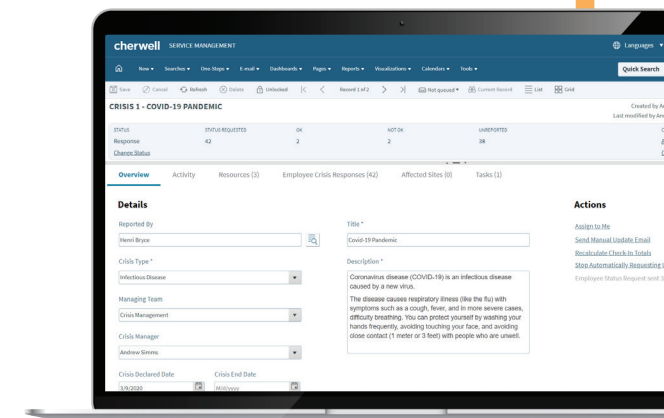 cherwell SERVICE MANAGEMENT Languages
New Searches One-Steps E-mail Dashboards Pages Reports Visualizations Calendars Tools Quick Search
Save Cancel Refresh Delete Unlocked Record 1 of 2 Not queued Current Record List Grid
CRISIS 1 - COVID-19 PANDEMIC Created by A
Last modified by An
STATUS STATUS REQUESTED OK NOT OK UNREPORTED
Response 42 2 2 38
Change Status
Overview Activity Resources (3) Employee Crisis Responses (42) Affected Sites (0) Tasks (1)
Details Actions
Reported By Title * Assign to Me
Henri Bryce Covid-19 Pandemic Send Manual Update Email
Crisis Type * Description * Recalculate Check-In Totals
Infectious Disease Coronavirus disease (COVID-19) is an infectious disease Stop Automatically Requesting
caused by a new virus. Employee Status Request sent
Managing Team The disease causes respiratory illness (like the flu) with
Crisis Management symptoms such as a cough, fever, and in more severe cases,
difficulty breathing. You can protect yourself by washing your
Crisis Manager hands frequently, avoiding touching your face, and avoiding
Andrew Simms close contact (1 meter or 3 feet) with people who are unwell.
Crisis Declared Date Crisis End Date
3/9/2020 M/d/yyyy